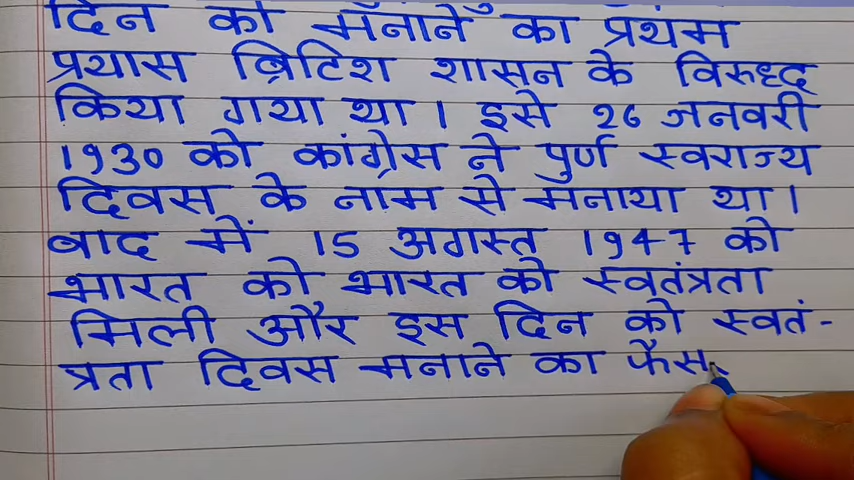 दिन को मनाने का प्रथम
प्रयास ब्रिटिश शासन के विरुध्द
किया गया था। इसे 26 जनवरी
1930 को कांग्रेस ने पुर्ण स्वराज्य
दिवस के नाम से मनाया था।
बाद में 15 अगस्त 1947 को
भारत को भारत को स्वतंत्रता
मिली और इस दिन को स्वतं-
त्रता दिवस मनाने का फैस